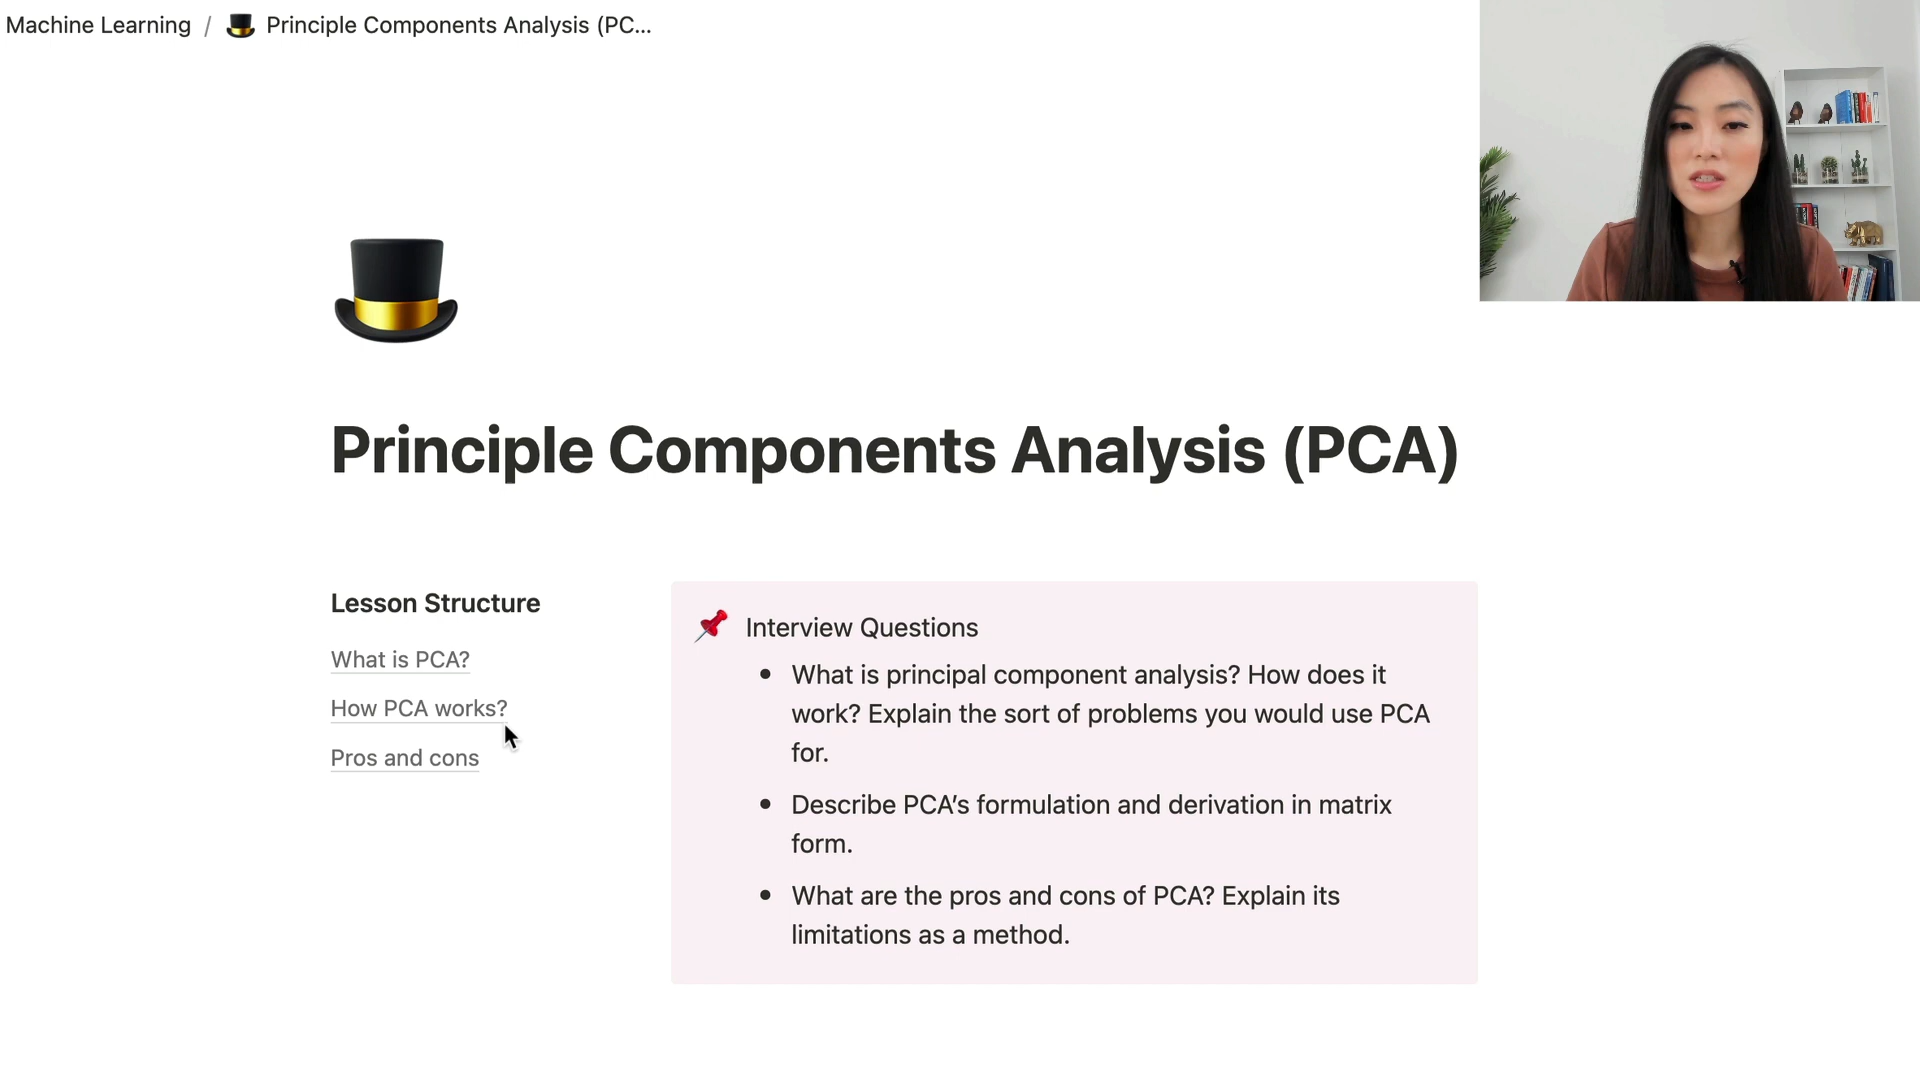 Machine Learning / Principle Components Analysis (PC...
Principle Components Analysis (PCA)
Lesson Structure
What is PCA?
How PCA works?
Pros and cons
Interview Questions
• What is principal component analysis? How does it
work? Explain the sort of problems you would use PCA
for.
• Describe PCA’s formulation and derivation in matrix
form.
• What are the pros and cons of PCA? Explain its
limitations as a method.